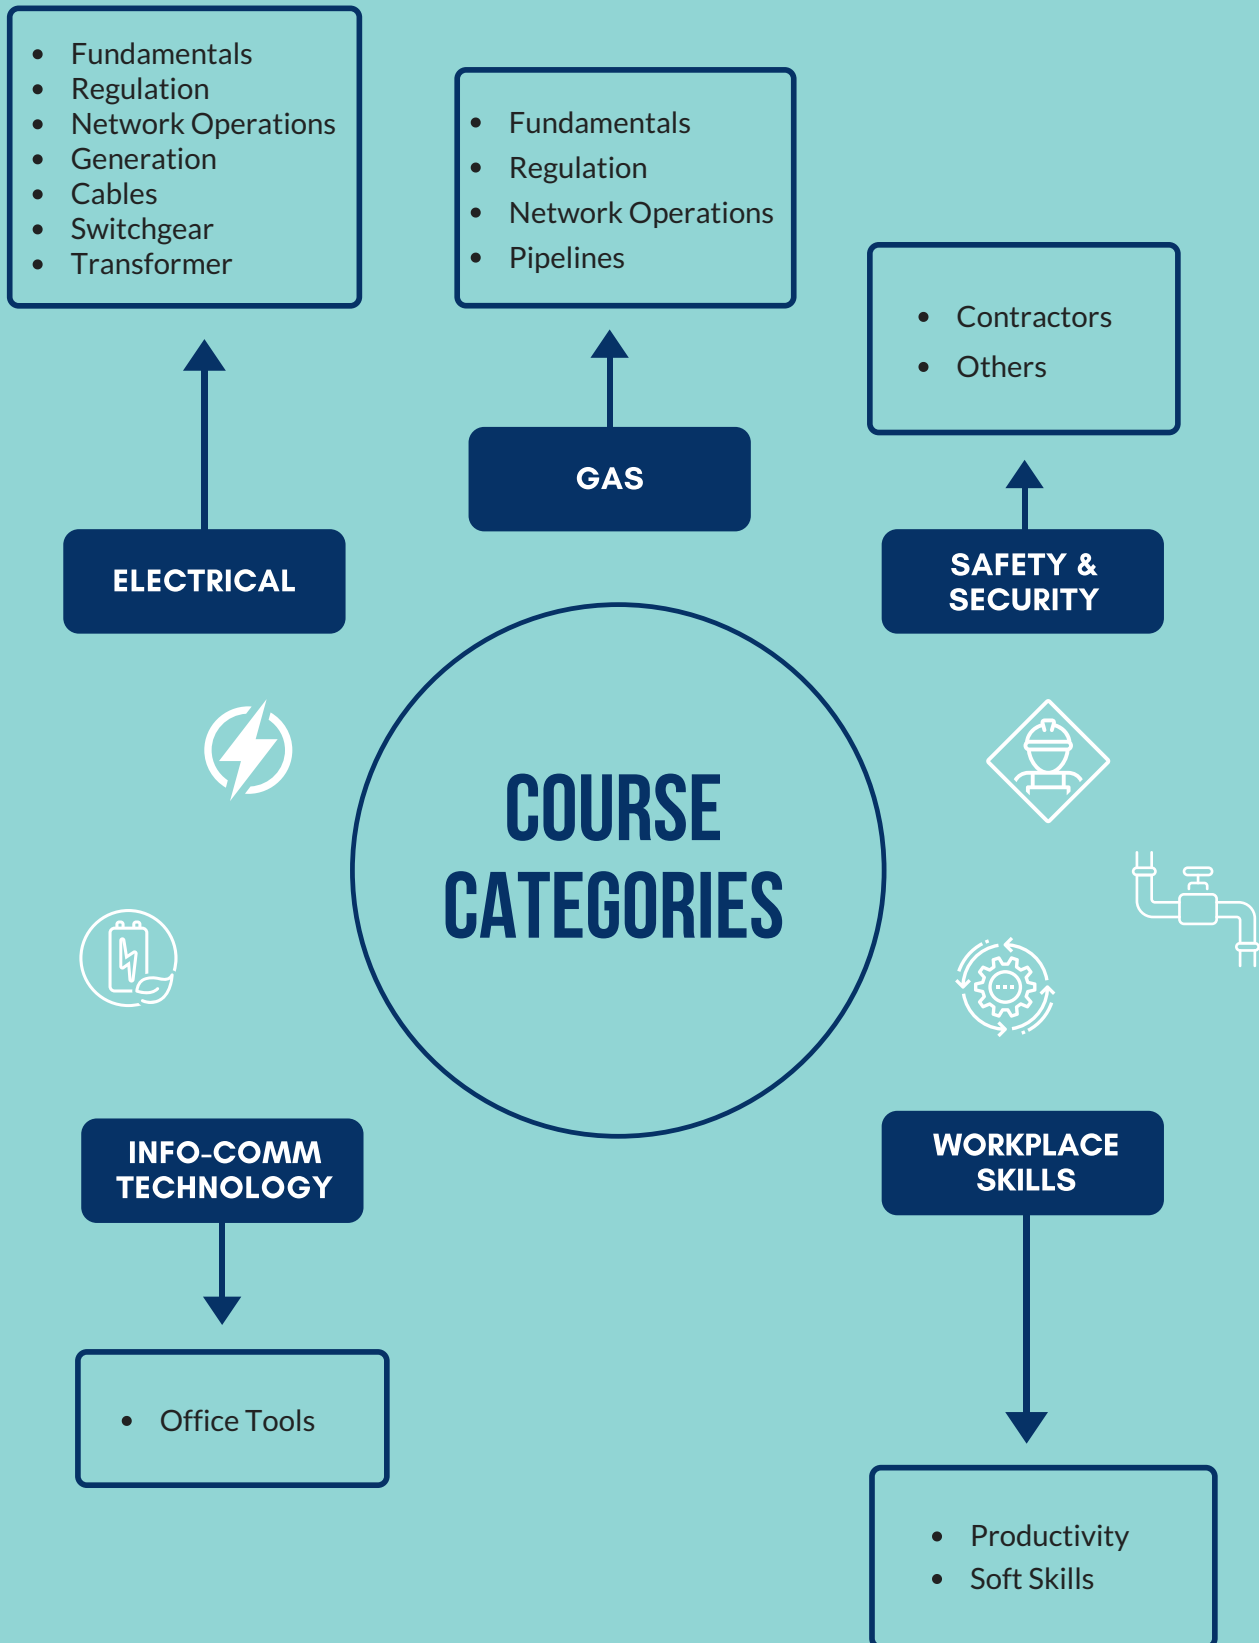 • Fundamentals
• Regulation
• Network Operations
• Generation
• Cables
• Switchgear
• Transformer
• Fundamentals
• Regulation
• Network Operations
• Pipelines
• Contractors
• Others
ELECTRICAL
GAS
SAFETY &
SECURITY
COURSE
CATEGORIES
INFO-COMM
TECHNOLOGY
• Office Tools
WORKPLACE
SKILLS
• Productivity
• Soft Skills